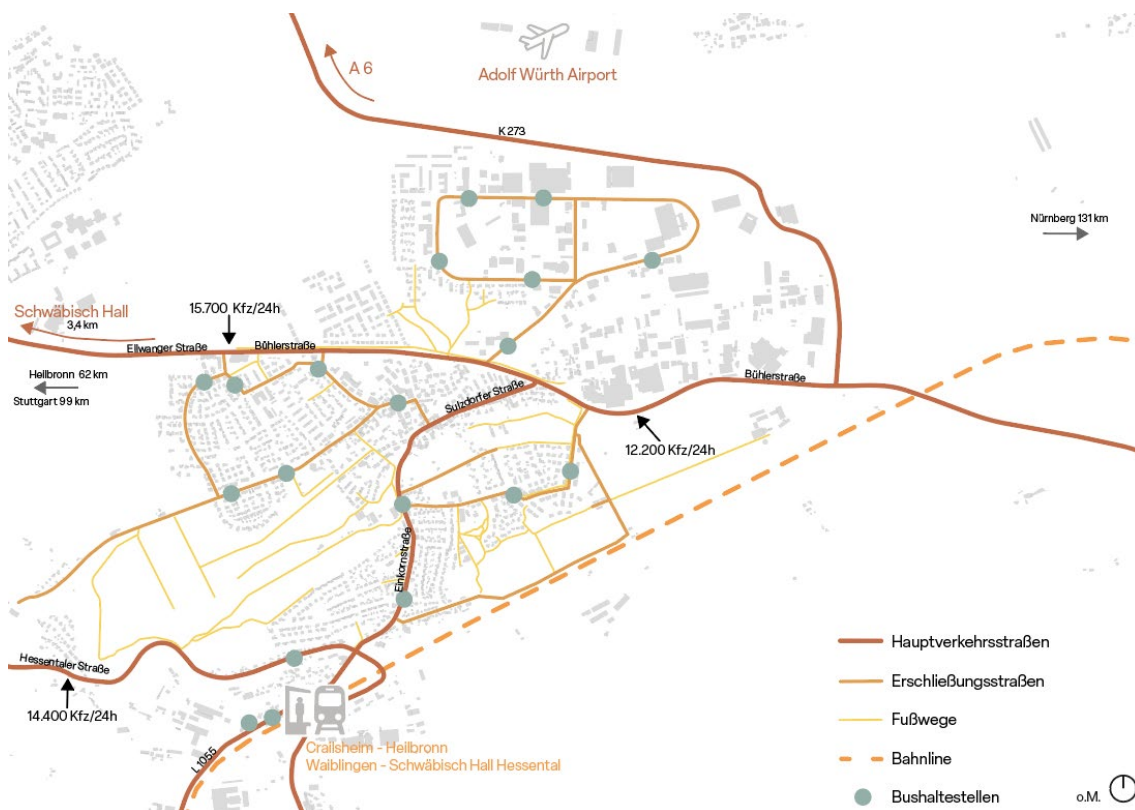 A 6
Adolf Würth Airport
K 273
Nürnberg 131 km
15.700 Kfz/24h
Schwäbisch Hall
3,4 km
Ellwanger Straße
Bühlerstraße
Heilbronn 62 km
Stuttgart 99 km
Bühlerstraße
Sulzdorfer Straße
12.200 Kfz/24h
Einkornstraße
Hessentaler Straße
14.400 Kfz/24h
L 1055
Crailsheim - Heilbronn
Waiblingen - Schwäbisch Hall Hessental
Hauptverkehrsstraßen
Erschließungsstraßen
Fußwege
Bahnline
Bushaltestellen
o.M.